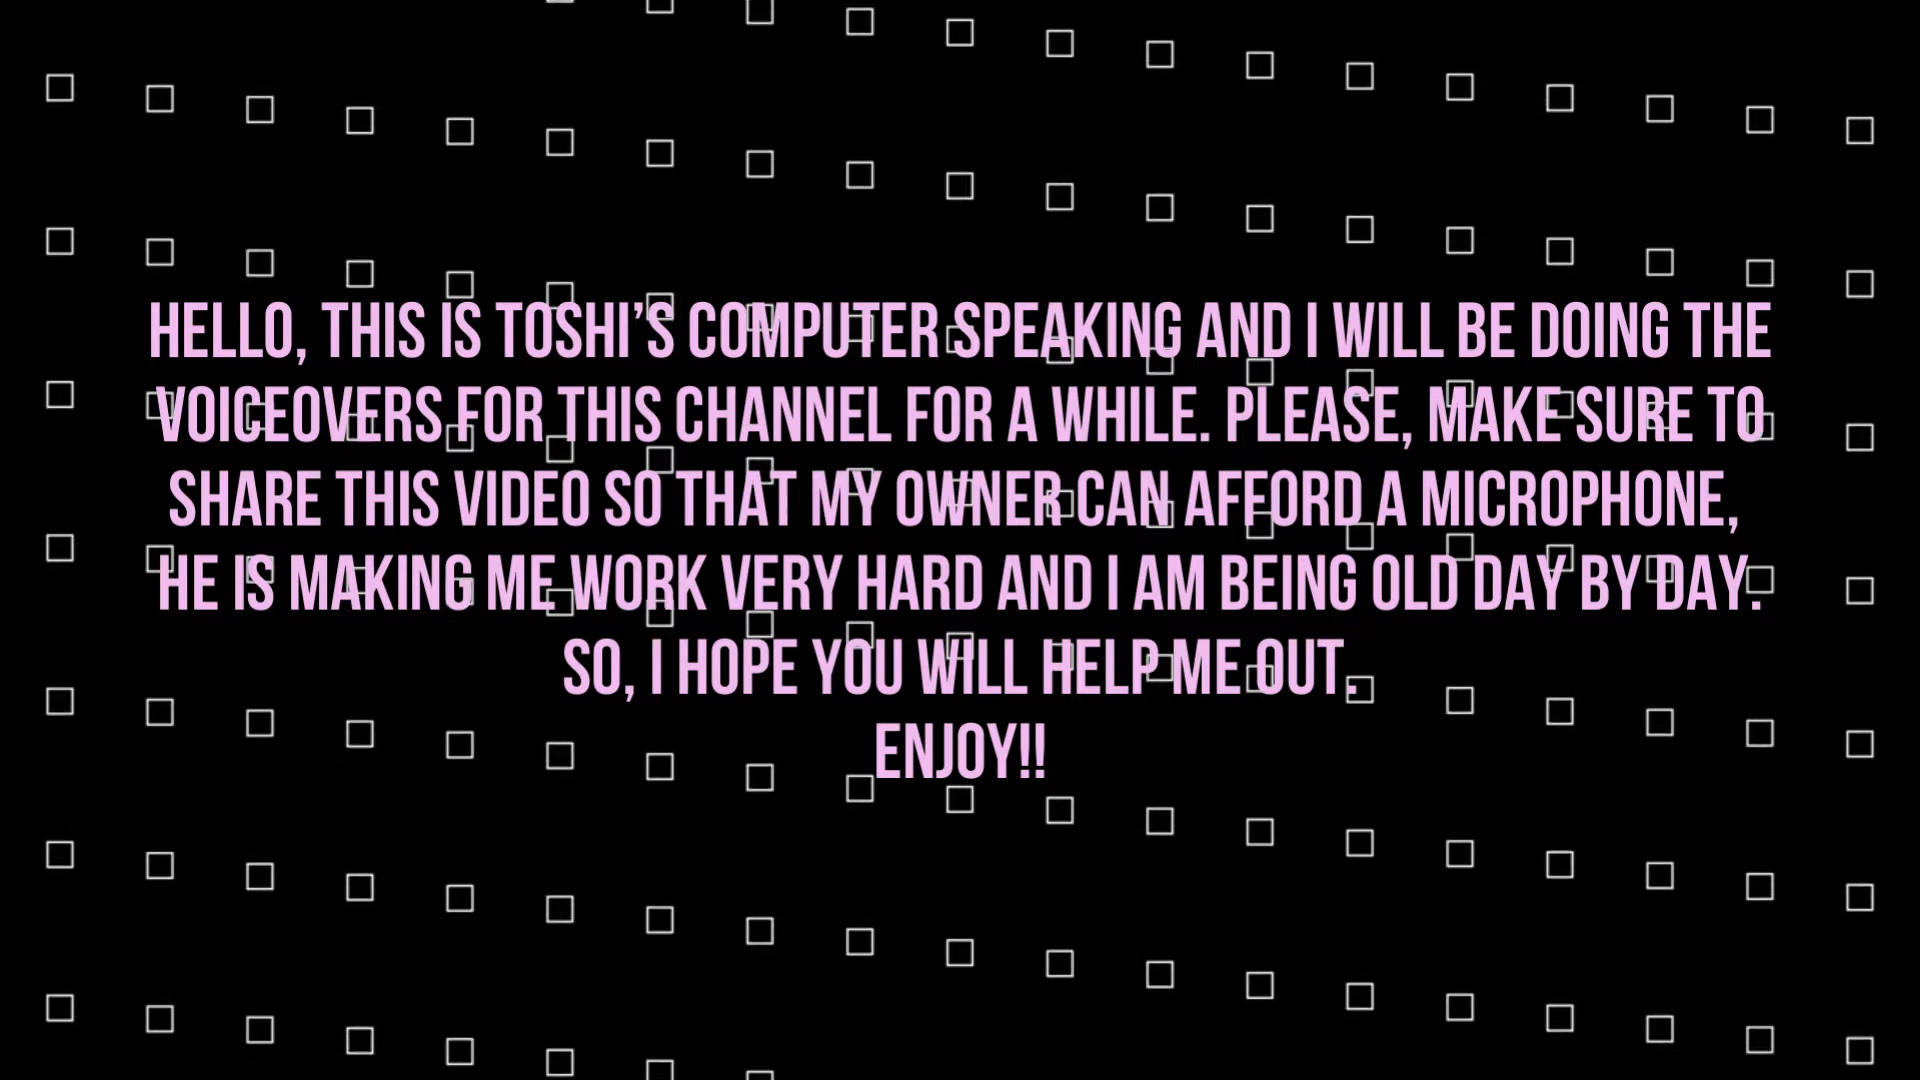 HELLO, THIS IS TOSHI’S COMPUTER SPEAKING AND I WILL BE DOING THE
VOICEOVERS FOR THIS CHANNEL FOR A WHILE. PLEASE, MAKE SURE TO
SHARE THIS VIDEO SO THAT MY OWNER CAN AFFORD A MICROPHONE,
HE IS MAKING ME WORK VERY HARD AND I AM BEING OLD DAY BY DAY.
SO, I HOPE YOU WILL HELP ME OUT.
ENJOY!!